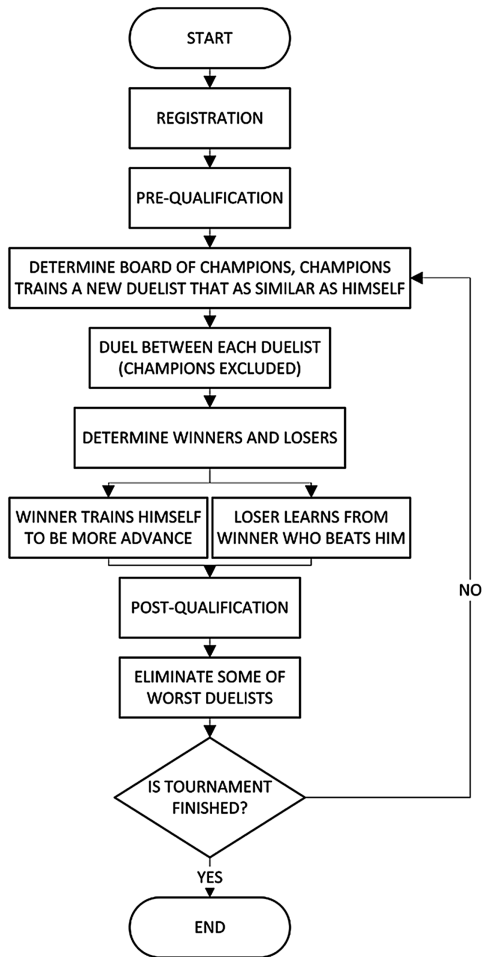 START
REGISTRATION
PRE-QUALIFICATION
DETERMINE BOARD OF CHAMPIONS, CHAMPIONS
TRAINS A NEW DUELIST THAT AS SIMILAR AS HIMSELF
DUEL BETWEEN EACH DUELIST
(CHAMPIONS EXCLUDED)
DETERMINE WINNERS AND LOSERS
WINNER TRAINS HIMSELF
TO BE MORE ADVANCE
LOSER LEARNS FROM
WINNER WHO BEATS HIM
POST-QUALIFICATION
ELIMINATE SOME OF
WORST DUELISTS
IS TOURNAMENT
FINISHED?
NO
YES
END